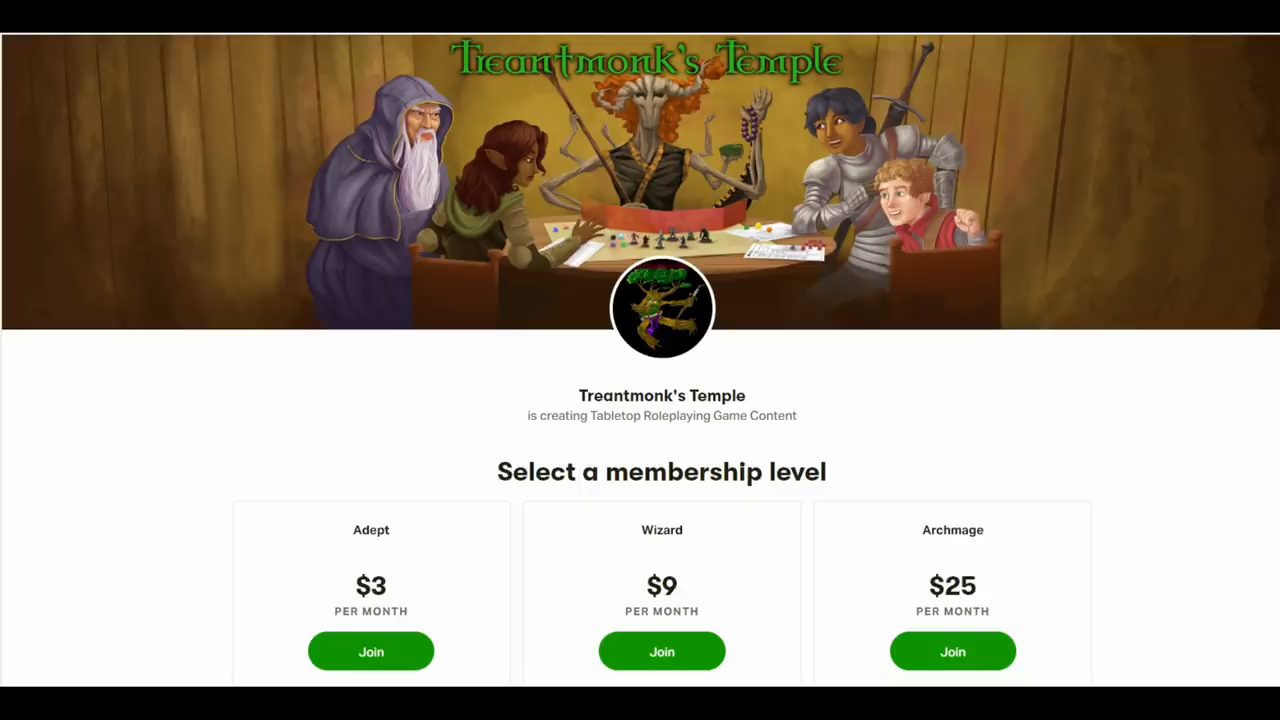 Treantmonk's Temple
Treantmonk's Temple
is creating Tabletop Roleplaying Game Content
Select a membership level
Adept
$3
PER MONTH
Join
Wizard
$9
PER MONTH
Join
Archmage
$25
PER MONTH
Join